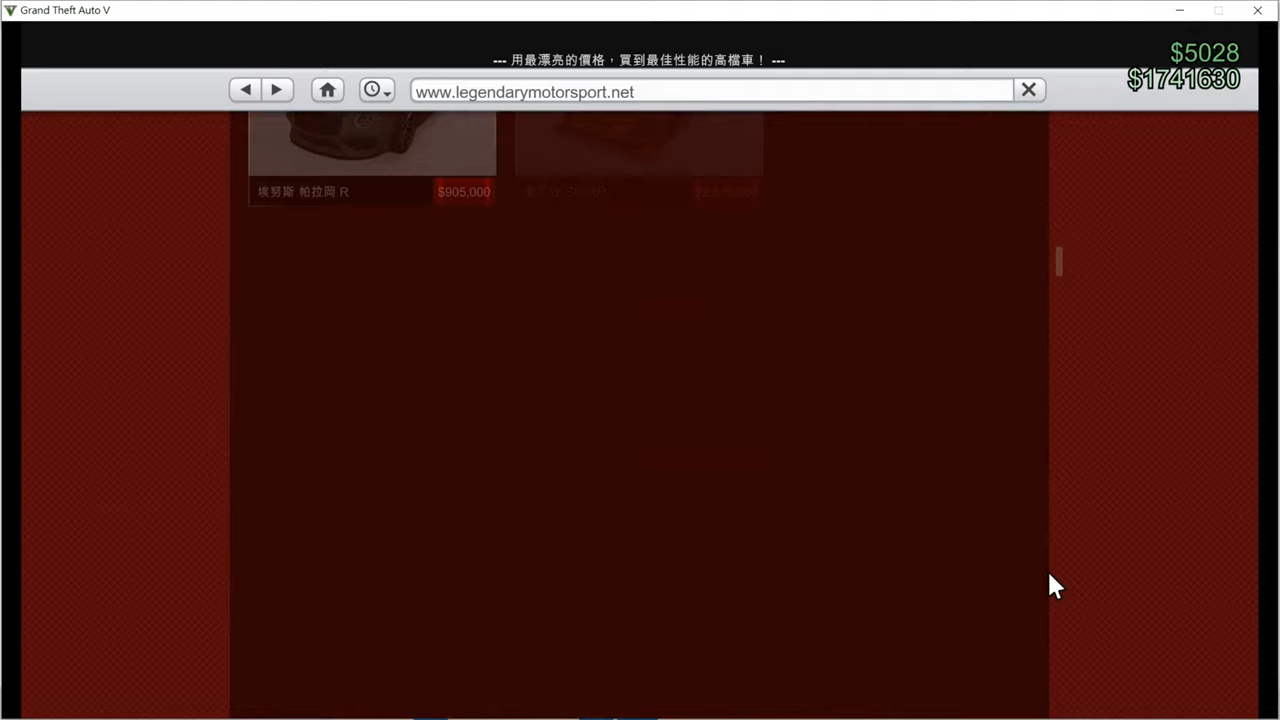 Grand Theft Auto V
--- 用最漂亮的價格，買到最佳性能的高檔車！ ---
$5028
$1741630
www.legendarymotorsport.net
埃努斯 帕拉岡 R
$905,000